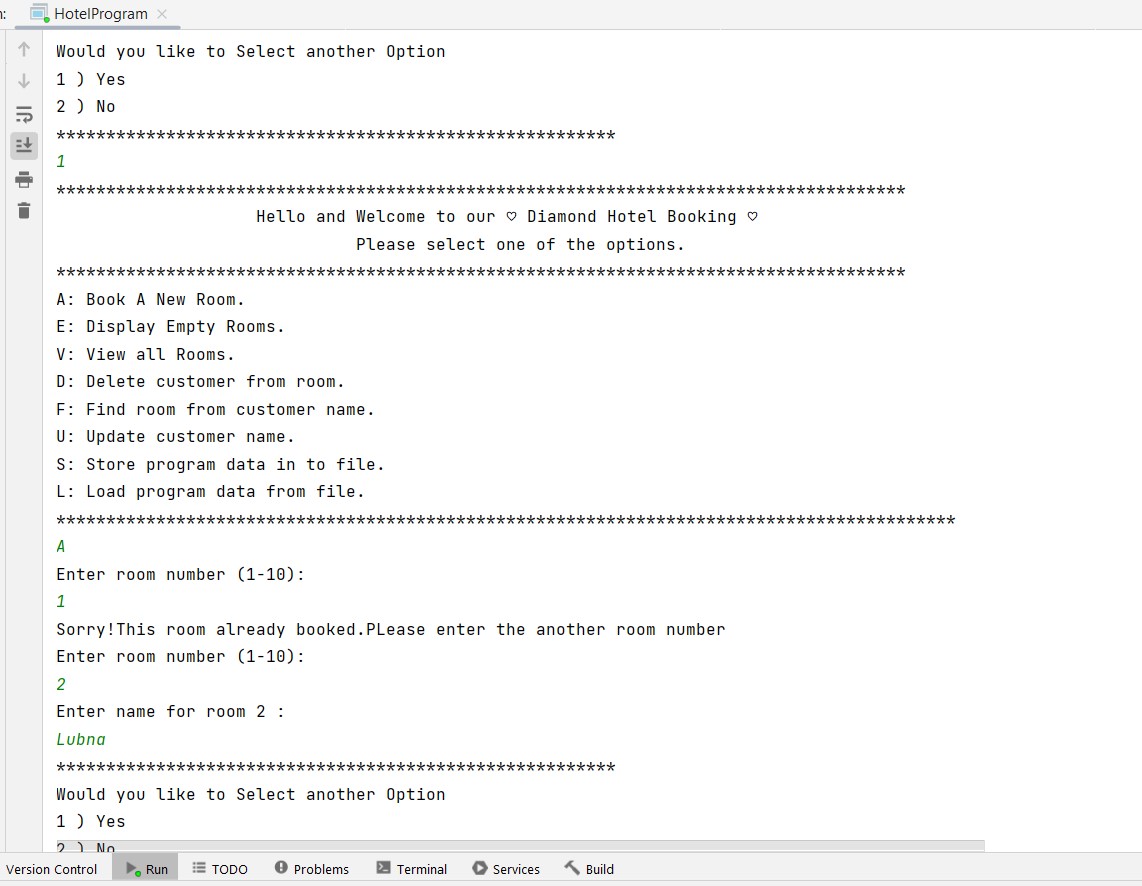 HotelProgram
Would you like to Select another Option
1 ) Yes
2 ) No
********************************************************
1
*************************************************************************************
Hello and Welcome to our ♡ Diamond Hotel Booking ♡
Please select one of the options.
*************************************************************************************
A: Book A New Room.
E: Display Empty Rooms.
V: View all Rooms.
D: Delete customer from room.
F: Find room from customer name.
U: Update customer name.
S: Store program data in to file.
L: Load program data from file.
******************************************************************************************
A
Enter room number (1-10):
1
Sorry!This room already booked.PLease enter the another room number
Enter room number (1-10):
2
Enter name for room 2 :
Lubna
********************************************************
Would you like to Select another Option
1 ) Yes
2 ) No
Version Control Run TODO Problems Terminal Services Build